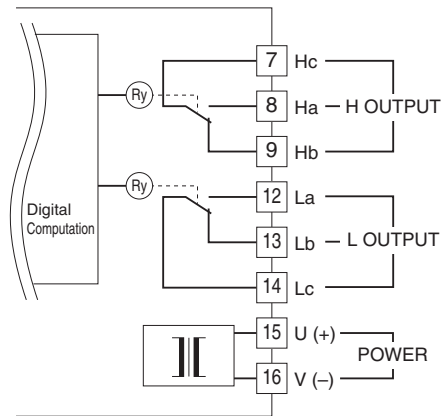 7 Hc
Ry
8 Ha H OUTPUT
9 Hb
Ry
12 La
Digital
Computation
13 Lb L OUTPUT
14 Lc
15 U (+)
POWER
16 V (–)